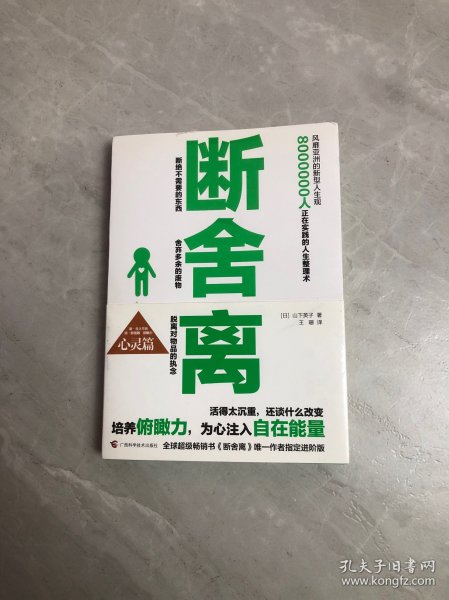 断舍离
风靡亚洲的新型人生观
8000000人正在实践的人生整理术
断绝不需要的东西
舍弃多余的废物
脱离对物品的执念
[日] 山下英子 著
王珊 译
心灵篇
活得太沉重，还谈什么改变
培养俯瞰力，为心注入自在能量
广西科学技术出版社
全球超级畅销书《断舍离》唯一作者指定进阶版
孔夫子旧书网
www.kongfz.com